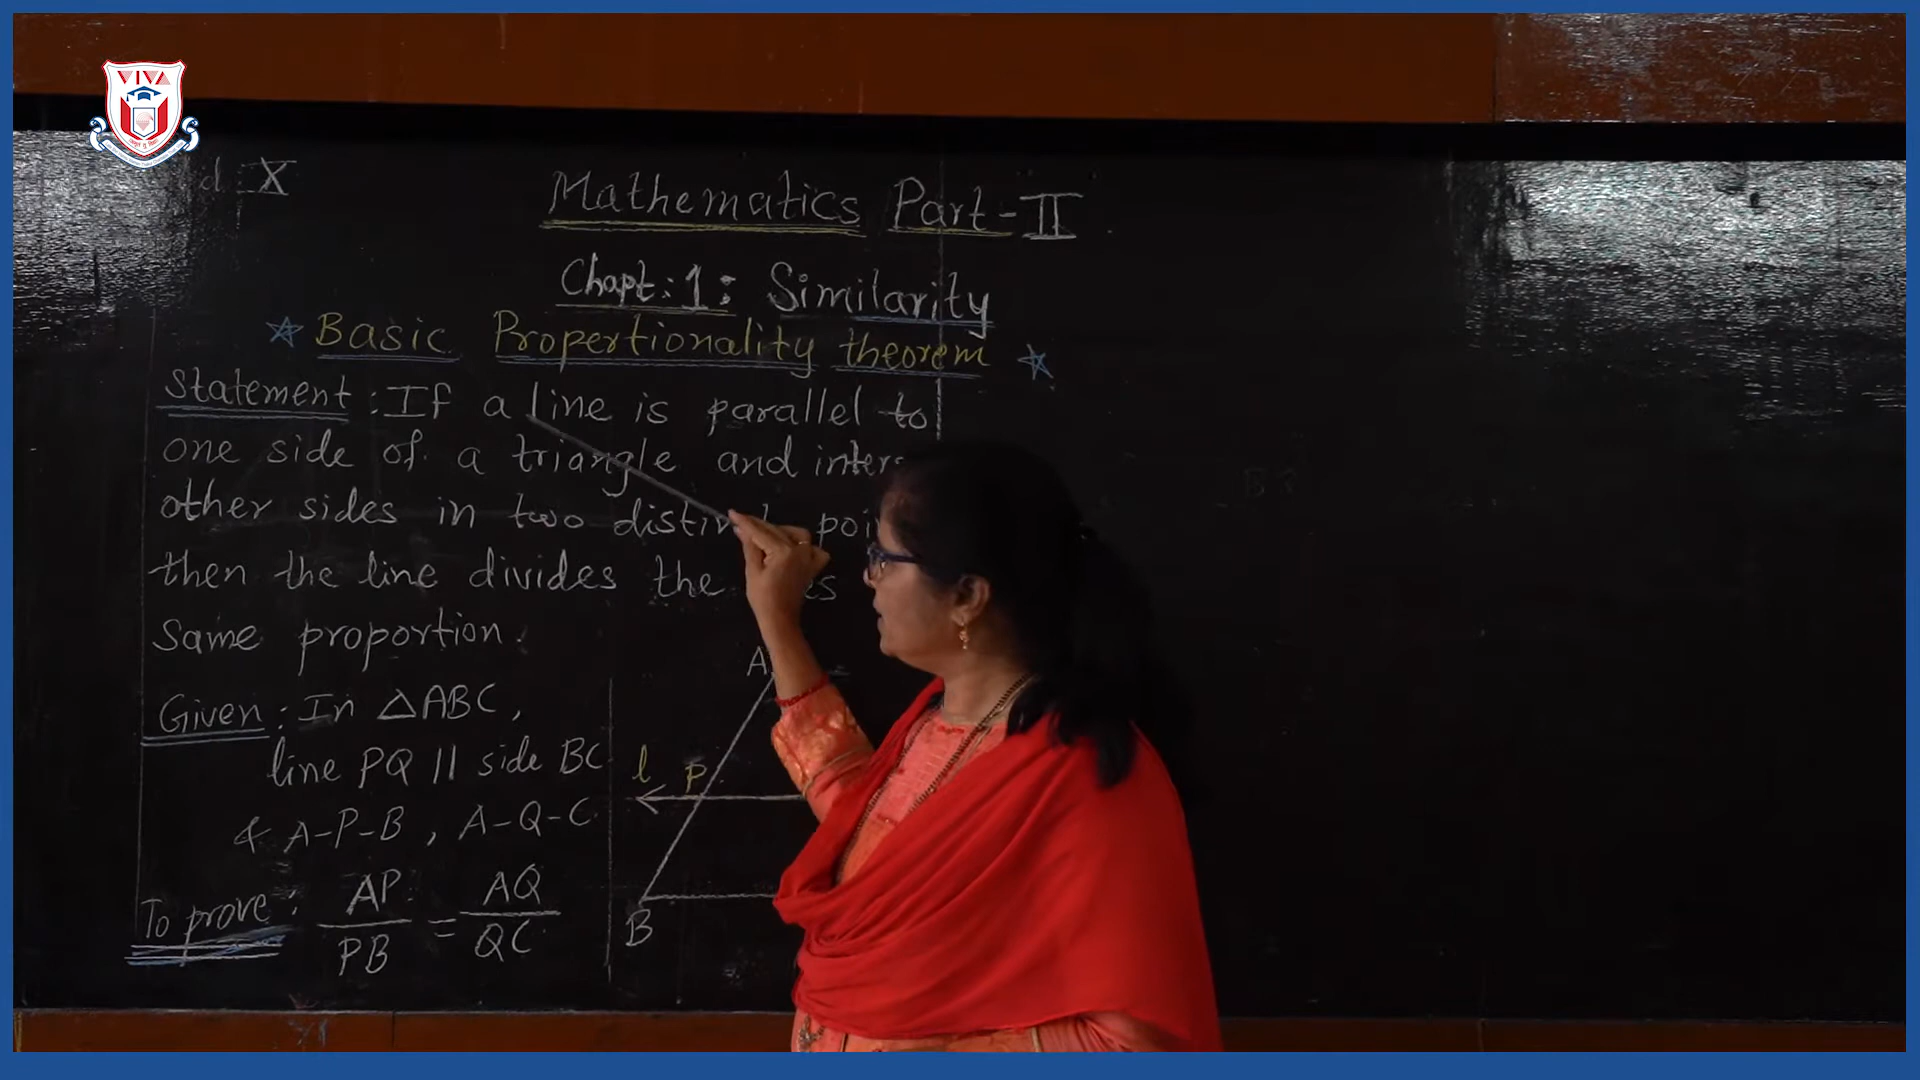 VIVA
X
Mathematics Part-II
Chapt:1: Similarity
Basic Propertionality theorem
Statement: If a line is parallel to
one side of a triangle and
other sides in two
then the line divides the
Same proportion.
Given: In △ABC,
line PQ || side BC
& A-P-B, A-Q-C
To prove: AP/PB = AQ/QC
A
l P
B